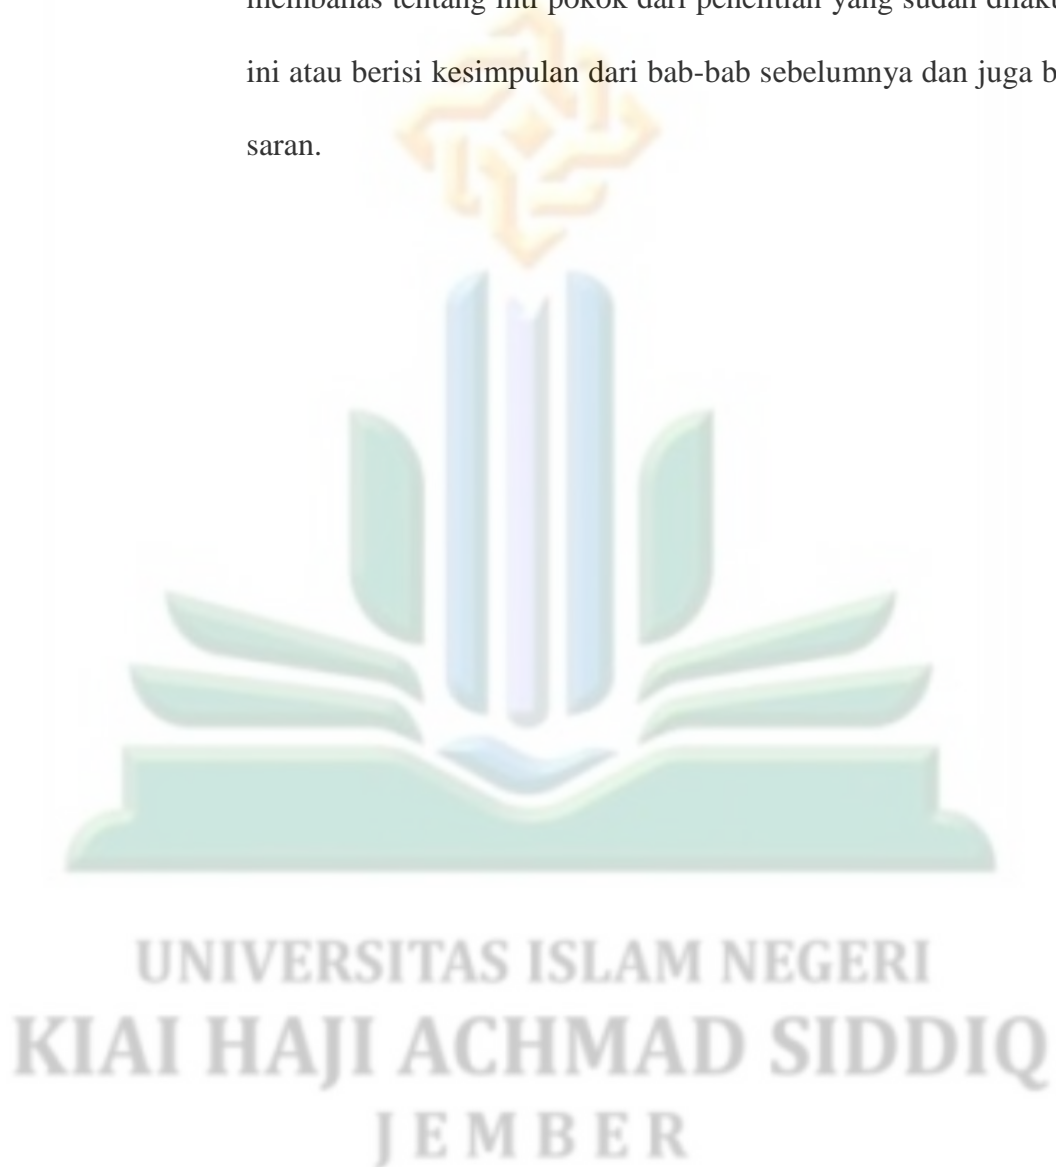 membahas tentang inti pokok dari penelitian yang sudah
ini atau berisi kesimpulan dari bab-bab sebelumnya dan juga
saran.
UNIVERSITAS ISLAM NEGERI
KIAI HAJI ACHMAD SIDDIQ
JEMBER